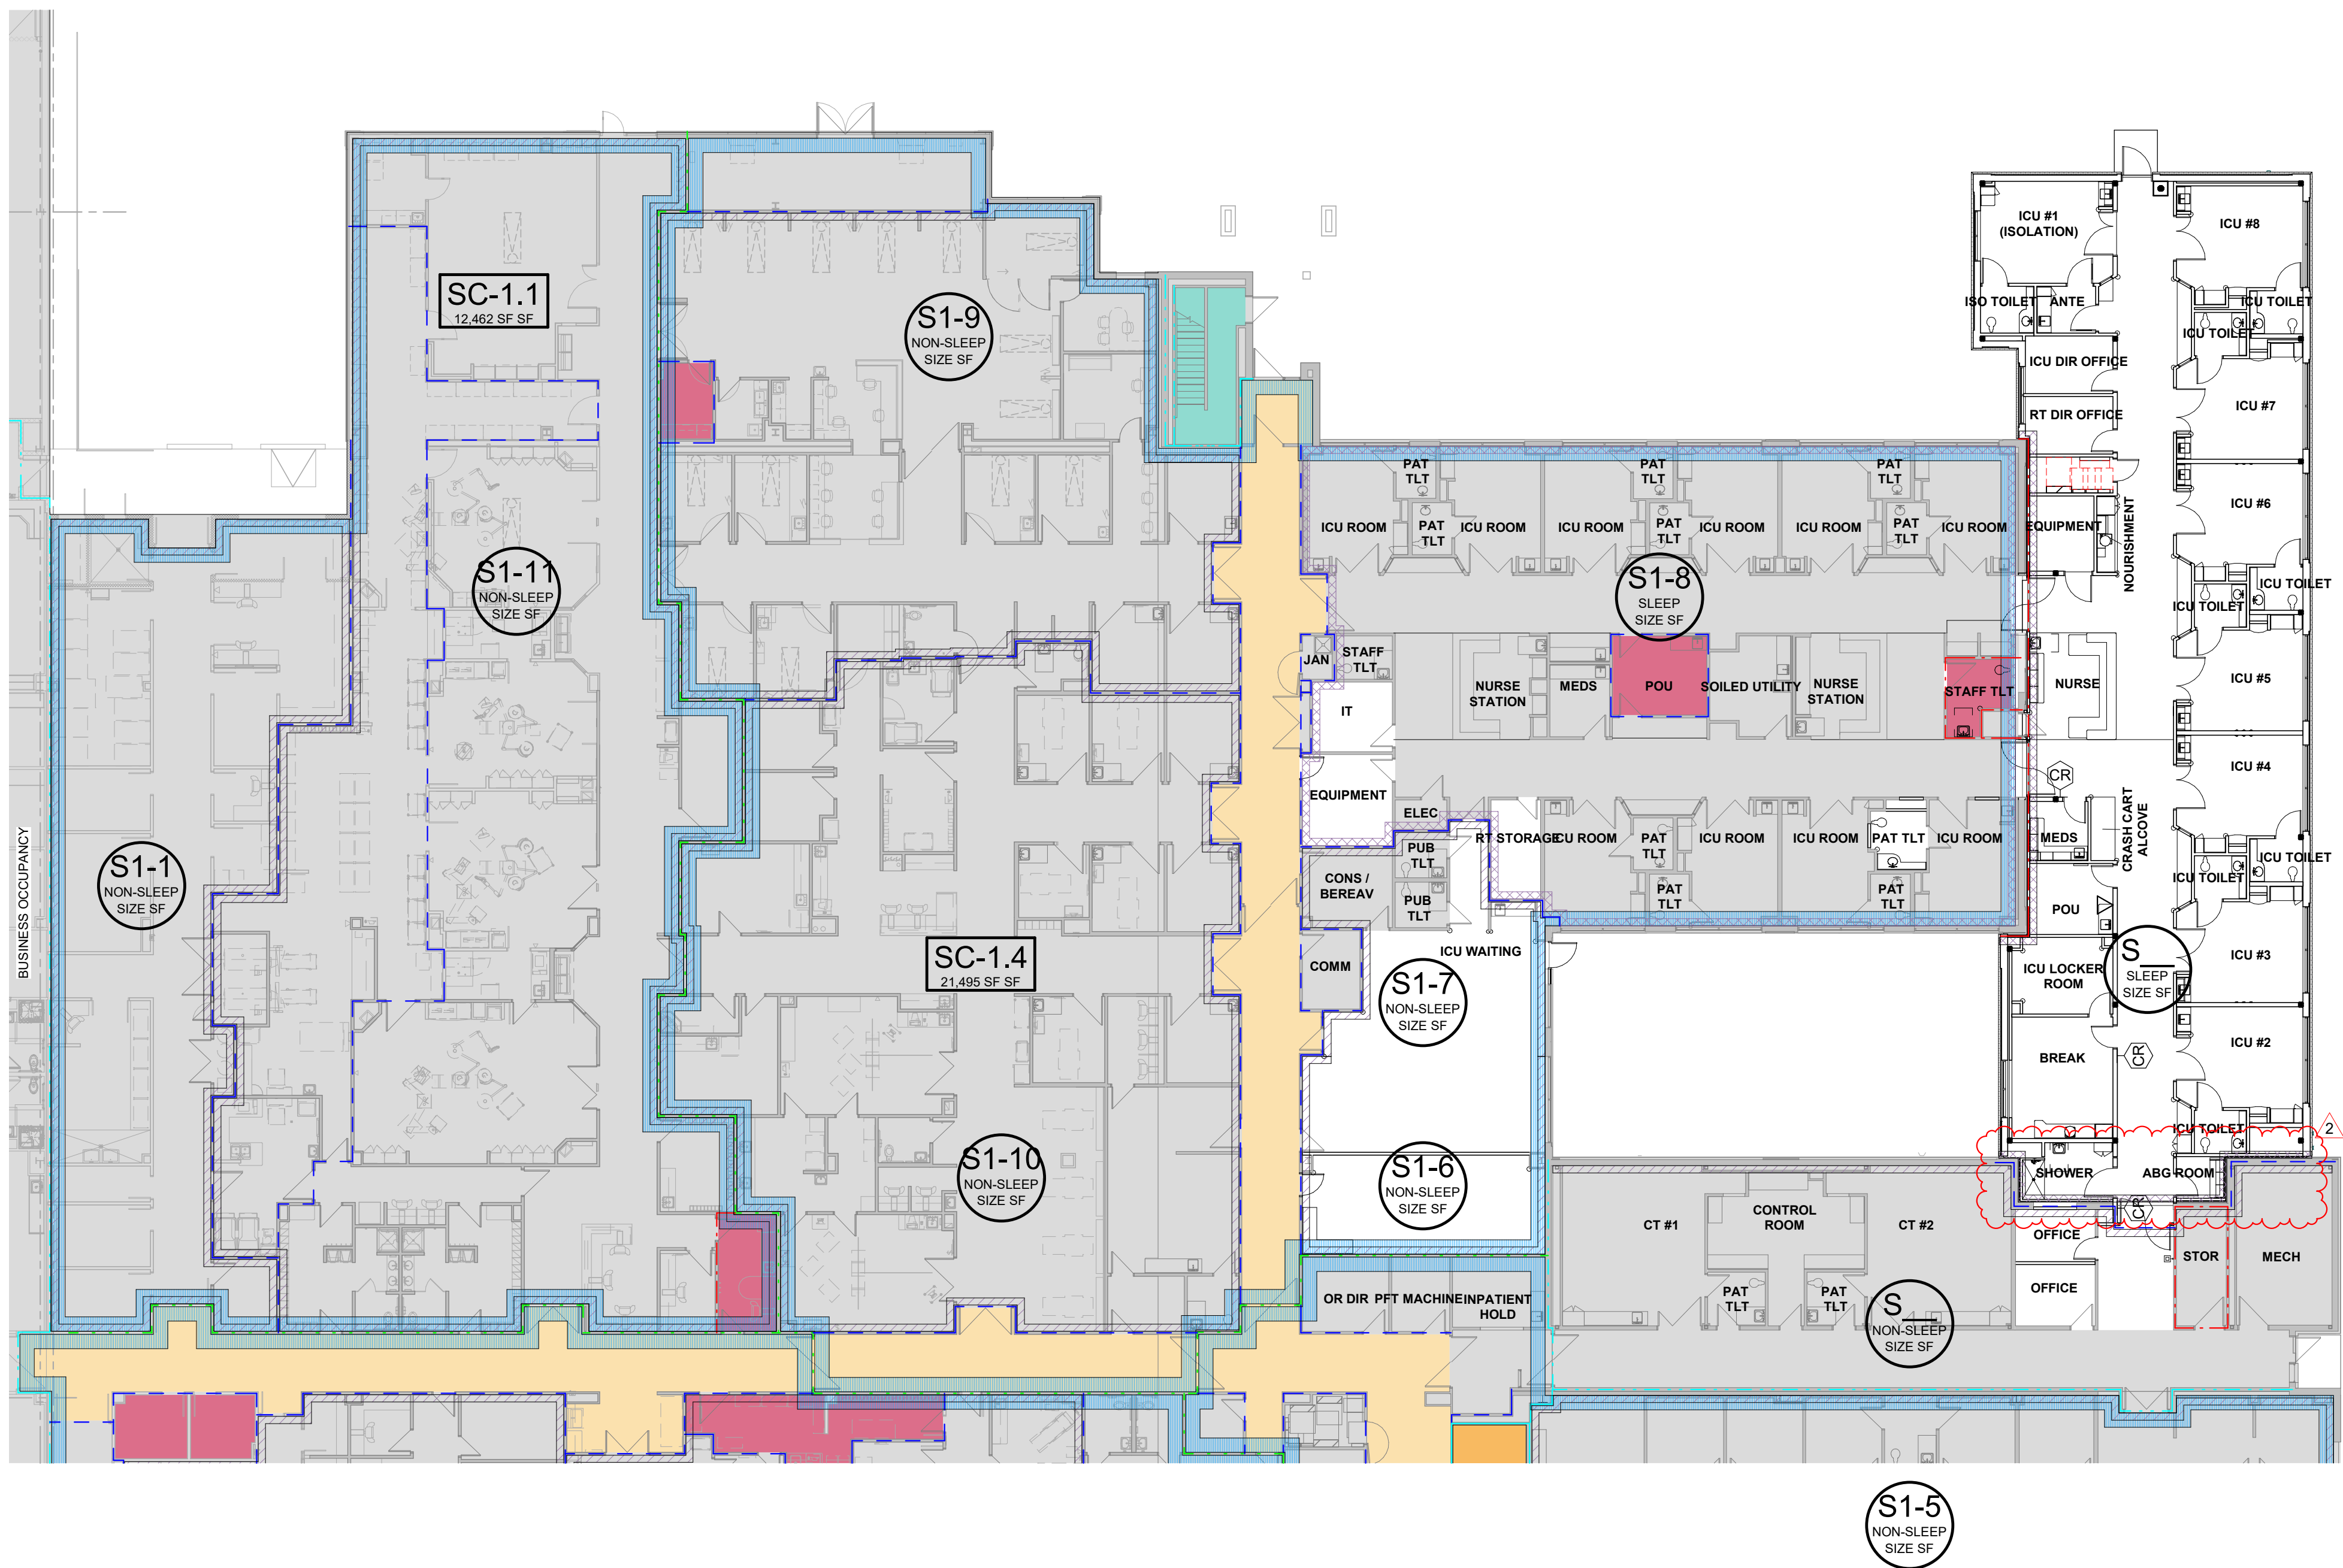 ICU #1
(ISOLATION)
ICU #8
ISO TOILET
ANTE
ICU TOILET
ICU TOILET
SC-1.1
12,462 SF SF
S1-9
NON-SLEEP
SIZE SF
ICU DIR OFFICE
RT DIR OFFICE
ICU #7
PAT
TLT
PAT
TLT
PAT
TLT
ICU ROOM
PAT
TLT
ICU ROOM
ICU ROOM
PAT
TLT
ICU ROOM
ICU ROOM
PAT
TLT
ICU ROOM
EQUIPMENT
NOURISHMENT
ICU #6
S1-11
NON-SLEEP
SIZE SF
S1-8
SLEEP
SIZE SF
ICU TOILET
ICU TOILET
JAN
STAFF
TLT
IT
NURSE
STATION
MEDS
POU
SOILED UTILITY
NURSE
STATION
STAFF TLT
NURSE
ICU #5
EQUIPMENT
ELEC
CR
ICU #4
RT STORAGE
ICU ROOM
PAT
TLT
ICU ROOM
ICU ROOM
PAT TLT
ICU ROOM
MEDS
CRASH CART
ALCOVE
BUSINESS OCCUPANCY
S1-1
NON-SLEEP
SIZE SF
PUB
TLT
CONS /
BEREAV
PUB
TLT
PAT
TLT
PAT
TLT
ICU TOILET
ICU TOILET
POU
SC-1.4
21,495 SF SF
COMM
ICU WAITING
S1-7
NON-SLEEP
SIZE SF
ICU LOCKER
ROOM
S__
SLEEP
SIZE SF
ICU #3
BREAK
CR
ICU #2
ICU TOILET
2
S1-10
NON-SLEEP
SIZE SF
S1-6
NON-SLEEP
SIZE SF
SHOWER
ABG ROOM
CR
CT #1
CONTROL
ROOM
CT #2
OFFICE
STOR
MECH
OFFICE
OR DIR
PFT MACHINE
INPATIENT
HOLD
PAT
TLT
PAT
TLT
S__
NON-SLEEP
SIZE SF
S1-5
NON-SLEEP
SIZE SF